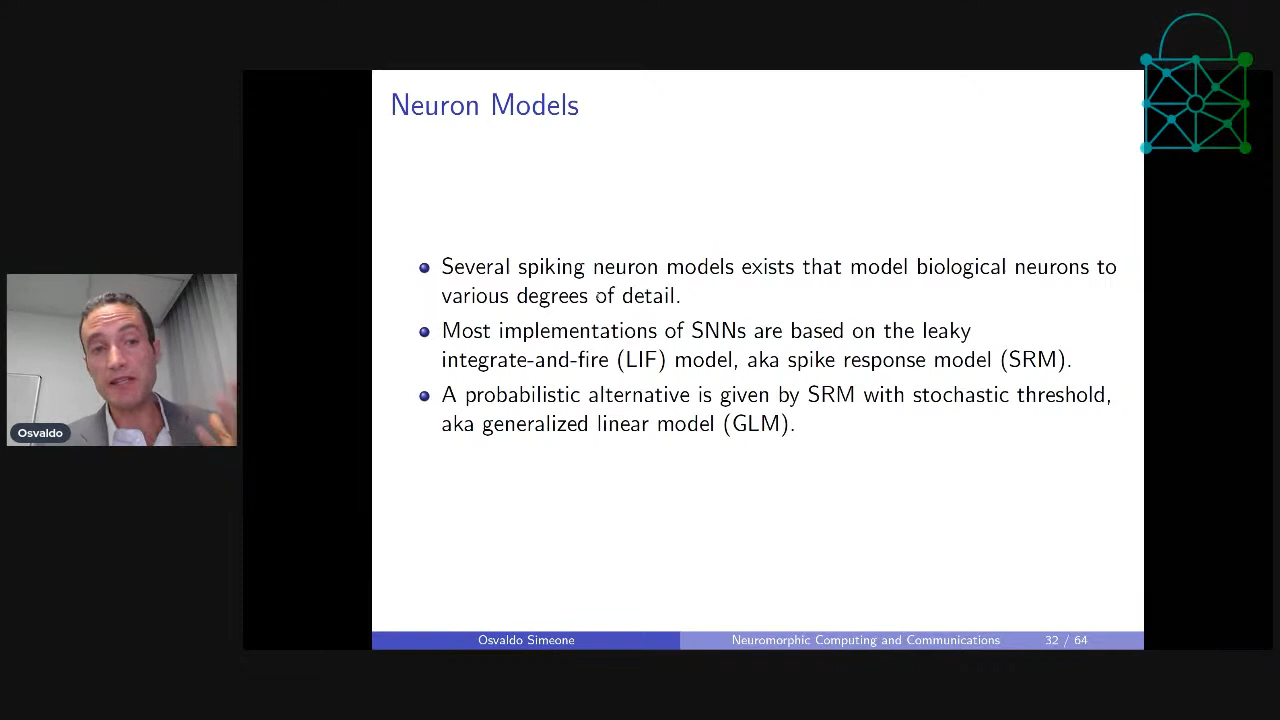 Neuron Models
Several spiking neuron models exists that model biological neurons to
various degrees of detail.
Most implementations of SNNs are based on the leaky
integrate-and-fire (LIF) model, aka spike response model (SRM).
A probabilistic alternative is given by SRM with stochastic threshold,
aka generalized linear model (GLM).
Osvaldo
Osvaldo Simeone
Neuromorphic Computing and Communications
32 / 64